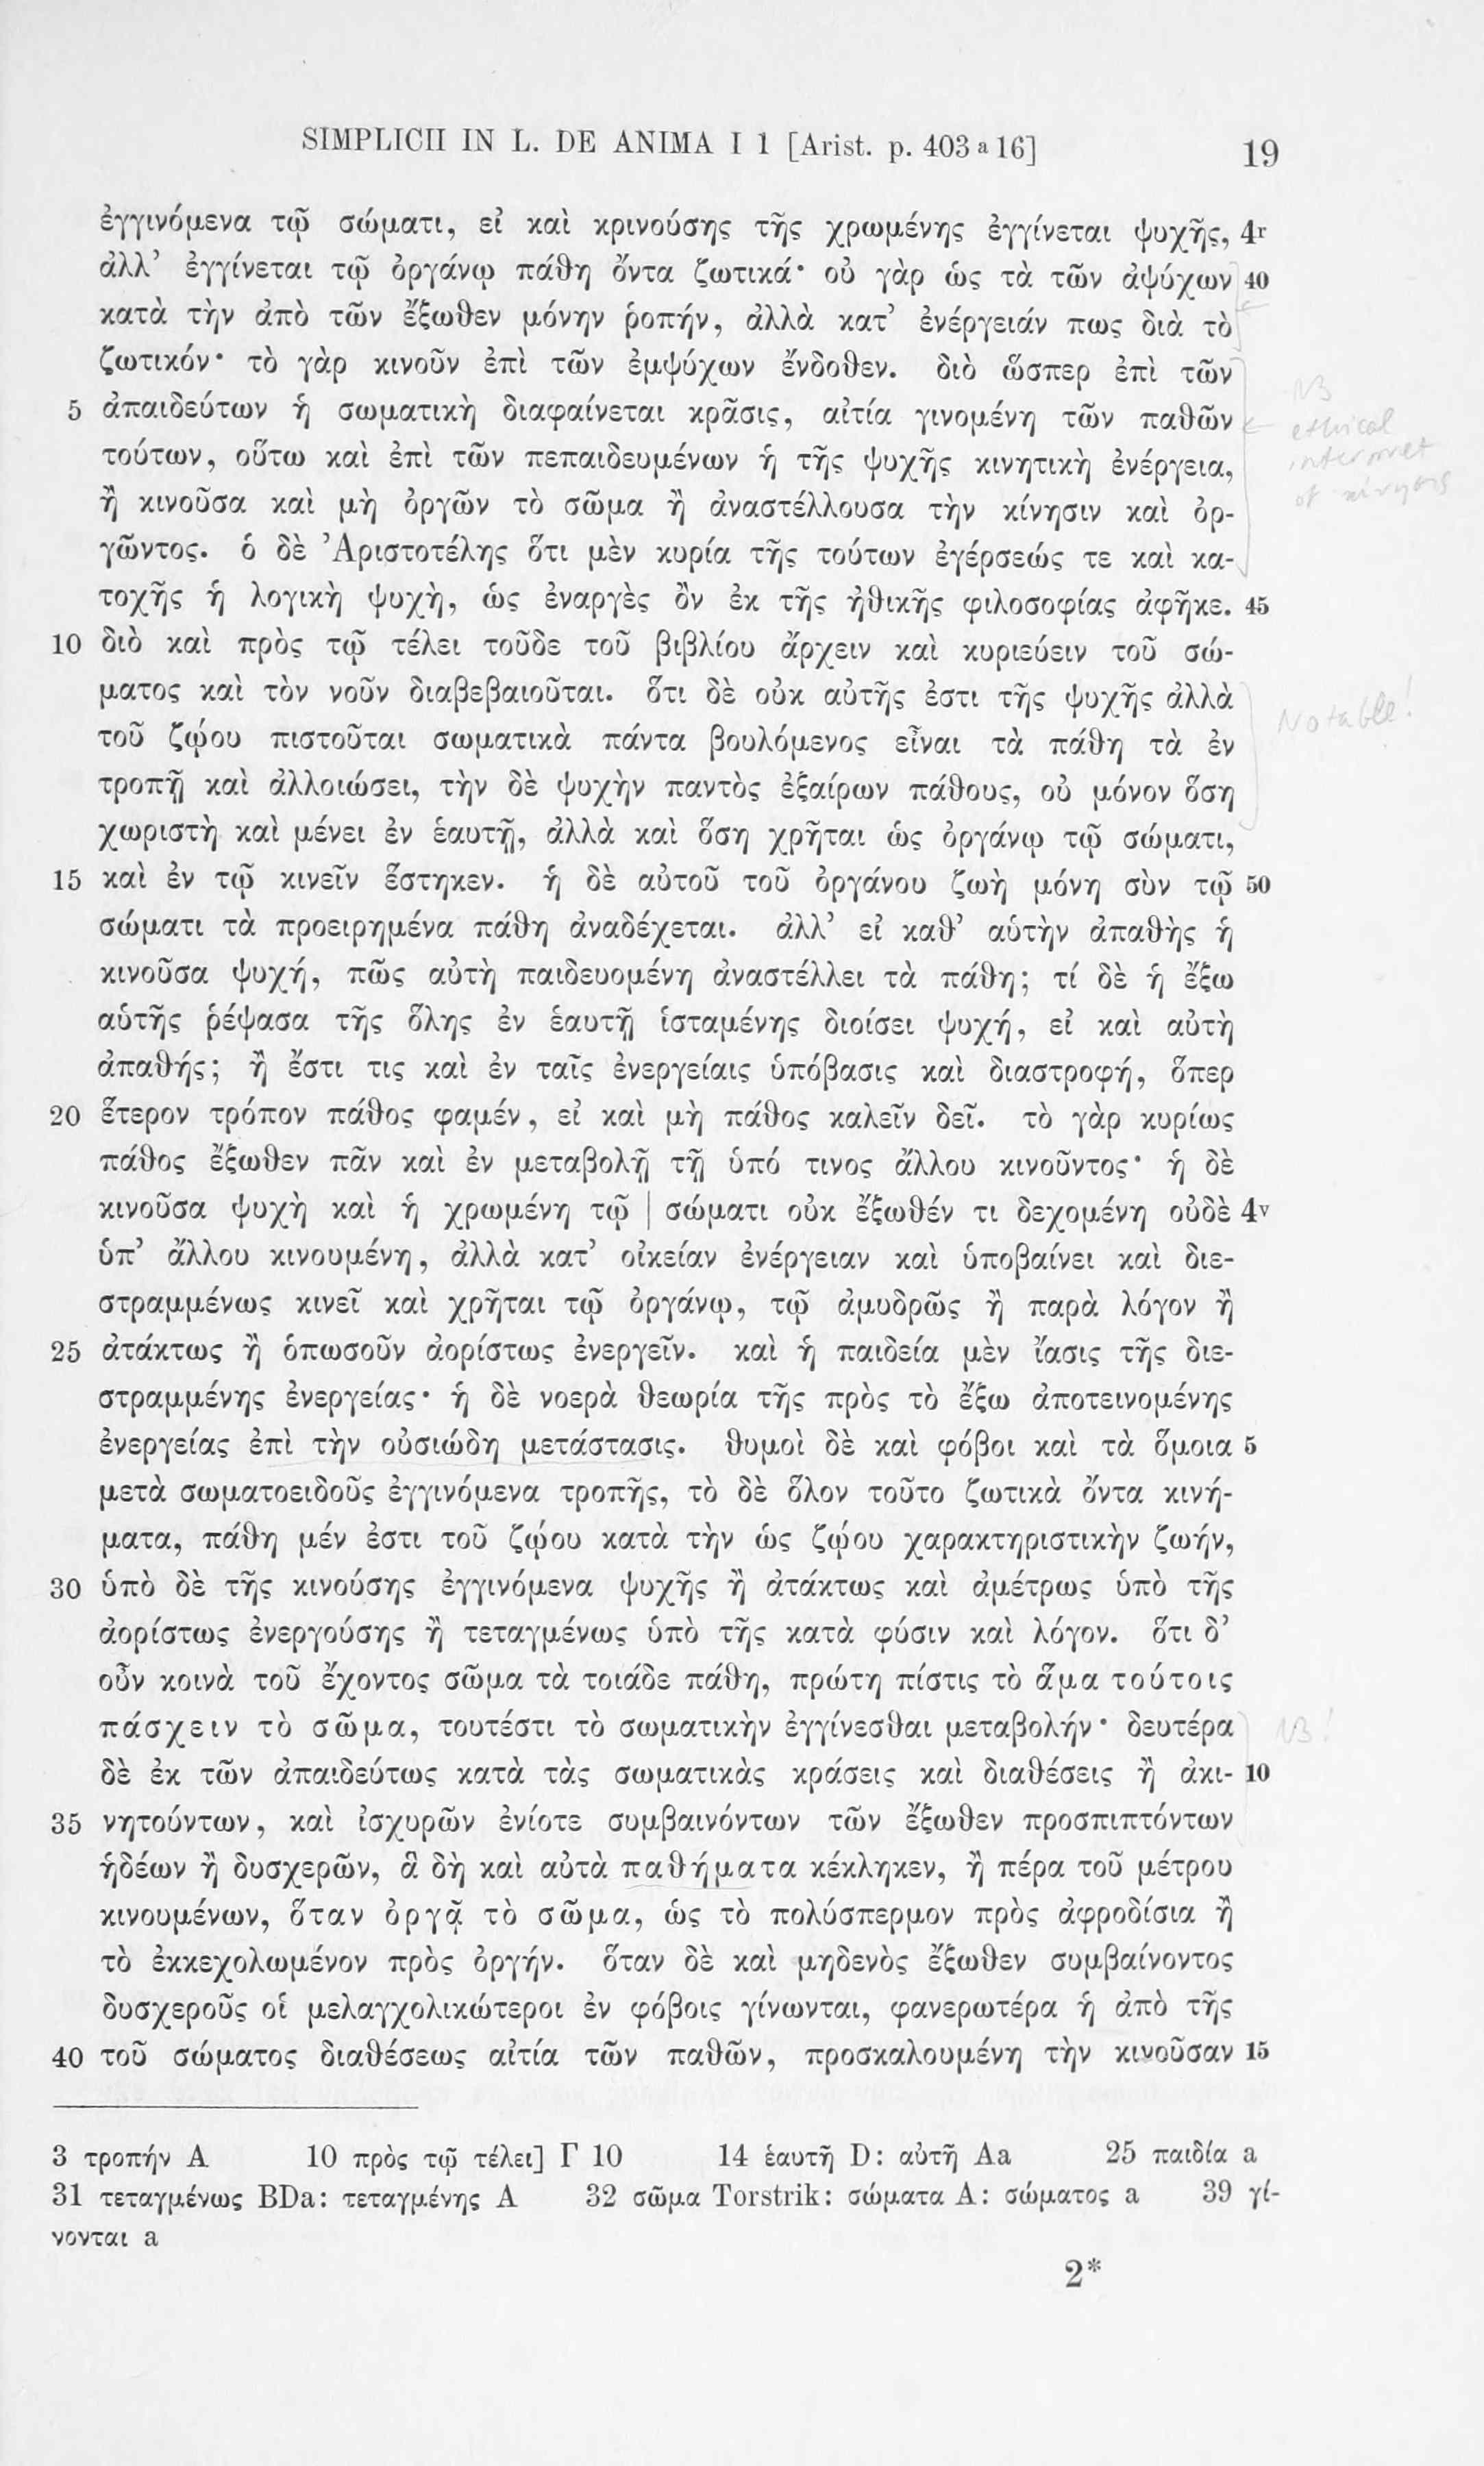 SIMPLICII IN L. DE ANIMA I 1 [Arist. p. 403 a 16] 19
ἐγγινόμενα τῷ σώματι, εἰ καὶ κρινούσης τῆς χρωμένης ἐγγίνεται ψυχῆς, 4r
ἀλλ’ ἐγγίνεται τῷ ὀργάνῳ πάθη ὄντα ζωτικά· οὐ γὰρ ὡς τὰ τῶν ἀψύχων 40
κατὰ τὴν ἀπὸ τῶν ἔξωθεν μόνην ῥοπήν, ἀλλὰ κατ’ ἐνέργειάν πως διὰ τὸ
ζωτικόν· τὸ γὰρ κινοῦν ἐπὶ τῶν ἐμψύχων ἔνδοθεν. διὸ ὥσπερ ἐπὶ τῶν
NB
5 ἀπαιδεύτων ἡ σωματικὴ διαφαίνεται κρᾶσις, αἰτία γινομένη τῶν παθῶν
ethical
τούτων, οὕτω καὶ ἐπὶ τῶν πεπαιδευμένων ἡ τῆς ψυχῆς κινητικὴ ἐνέργεια,
interpret
ἢ κινοῦσα καὶ μὴ ὀργῶν τὸ σῶμα ἢ ἀναστέλλουσα τὴν κίνησιν καὶ ὀρ-
of κίνησις
γῶντος. ὁ δὲ Ἀριστοτέλης ὅτι μὲν κυρία τῆς τούτων ἐγέρσεώς τε καὶ κα-
τοχῆς ἡ λογικὴ ψυχὴ, ὡς ἐναργὲς ὂν ἐκ τῆς ἠθικῆς φιλοσοφίας ἀφῆκε. 45
10 διὸ καὶ πρὸς τῷ τέλει τοῦδε τοῦ βιβλίου ἄρχειν καὶ κυριεύειν τοῦ σώ-
ματος καὶ τὸν νοῦν διαβεβαιοῦται. ὅτι δὲ οὐκ αὐτῆς ἐστι τῆς ψυχῆς ἀλλὰ
Notable!
τοῦ ζῴου πιστοῦται σωματικὰ πάντα βουλόμενος εἶναι τὰ πάθη τὰ ἐν
τροπῇ καὶ ἀλλοιώσει, τὴν δὲ ψυχὴν παντὸς ἐξαίρων πάθους, οὐ μόνον ὅση
χωριστὴ καὶ μένει ἐν ἑαυτῇ, ἀλλὰ καὶ ὅση χρῆται ὡς ὀργάνῳ τῷ σώματι,
15 καὶ ἐν τῷ κινεῖν ἕστηκεν. ἡ δὲ αὐτοῦ τοῦ ὀργάνου ζωὴ μόνη σὺν τῷ 50
σώματι τὰ προειρημένα πάθη ἀναδέχεται. ἀλλ’ εἰ καθ’ αὑτὴν ἀπαθὴς ἡ
κινοῦσα ψυχή, πῶς αὐτὴ παιδευομένη ἀναστέλλει τὰ πάθη; τί δὲ ἡ ἔξω
αὑτῆς ῥέψασα τῆς ὅλης ἐν ἑαυτῇ ἱσταμένης διοίσει ψυχή, εἰ καὶ αὐτὴ
ἀπαθής; ἢ ἔστι τις καὶ ἐν ταῖς ἐνεργείαις ὑπόβασις καὶ διαστροφή, ὅπερ
20 ἕτερον τρόπον πάθος φαμέν, εἰ καὶ μὴ πάθος καλεῖν δεῖ. τὸ γὰρ κυρίως
πάθος ἔξωθεν πᾶν καὶ ἐν μεταβολῇ τῇ ὑπό τινος ἄλλου κινοῦντος· ἡ δὲ
κινοῦσα ψυχὴ καὶ ἡ χρωμένη τῷ | σώματι οὐκ ἔξωθέν τι δεχομένη οὐδὲ 4v
ὑπ’ ἄλλου κινουμένη, ἀλλὰ κατ’ οἰκείαν ἐνέργειαν καὶ ὑποβαίνει καὶ διε-
στραμμένως κινεῖ καὶ χρῆται τῷ ὀργάνῳ, τῷ ἀμυδρῶς ἢ παρὰ λόγον ἢ
25 ἀτάκτως ἢ ὁπωσοῦν ἀορίστως ἐνεργεῖν. καὶ ἡ παιδεία μὲν ἴασις τῆς διε-
στραμμένης ἐνεργείας· ἡ δὲ νοερὰ θεωρία τῆς πρὸς τὸ ἔξω ἀποτεινομένης
ἐνεργείας ἐπὶ τὴν οὐσιώδη μετάστασις. θυμοὶ δὲ καὶ φόβοι καὶ τὰ ὅμοια 5
μετὰ σωματοειδοῦς ἐγγινόμενα τροπῆς, τὸ δὲ ὅλον τοῦτο ζωτικὰ ὄντα κινή-
ματα, πάθη μέν ἐστι τοῦ ζῴου κατὰ τὴν ὡς ζῴου χαρακτηριστικὴν ζωήν,
30 ὑπὸ δὲ τῆς κινούσης ἐγγινόμενα ψυχῆς ἢ ἀτάκτως καὶ ἀμέτρως ὑπὸ τῆς
ἀορίστως ἐνεργούσης ἢ τεταγμένως ὑπὸ τῆς κατὰ φύσιν καὶ λόγον. ὅτι δ’
οὖν κοινὰ τοῦ ἔχοντος σῶμα τὰ τοιάδε πάθη, πρώτη πίστις τὸ ἅμα τούτοις
πάσχειν τὸ σῶμα, τουτέστι τὸ σωματικὴν ἐγγίνεσθαι μεταβολήν· δευτέρα
NB!
δὲ ἐκ τῶν ἀπαιδεύτως κατὰ τὰς σωματικὰς κράσεις καὶ διαθέσεις ἢ ἀκι- 10
35 νητούντων, καὶ ἰσχυρῶν ἐνίοτε συμβαινόντων τῶν ἔξωθεν προσπιπτόντων
ἡδέων ἢ δυσχερῶν, ἃ δὴ καὶ αὐτὰ παθήματα κέκληκεν, ἢ πέρα τοῦ μέτρου
κινουμένων, ὅταν ὀργᾷ τὸ σῶμα, ὡς τὸ πολύσπερμον πρὸς ἀφροδίσια ἢ
τὸ ἐκκεχολωμένον πρὸς ὀργήν. ὅταν δὲ καὶ μηδενὸς ἔξωθεν συμβαίνοντος
δυσχεροῦς οἱ μελαγχολικώτεροι ἐν φόβοις γίνωνται, φανερωτέρα ἡ ἀπὸ τῆς
40 τοῦ σώματος διαθέσεως αἰτία τῶν παθῶν, προσκαλουμένη τὴν κινοῦσαν 15
3 τροπήν A 10 πρὸς τῷ τέλει] Γ 10 14 ἑαυτῇ D: αὐτῇ Aa 25 παιδία a
31 τεταγμένως BDa: τεταγμένης A 32 σῶμα Torstrik: σώματα A: σώματος a 39 γί-
νονται a
2*